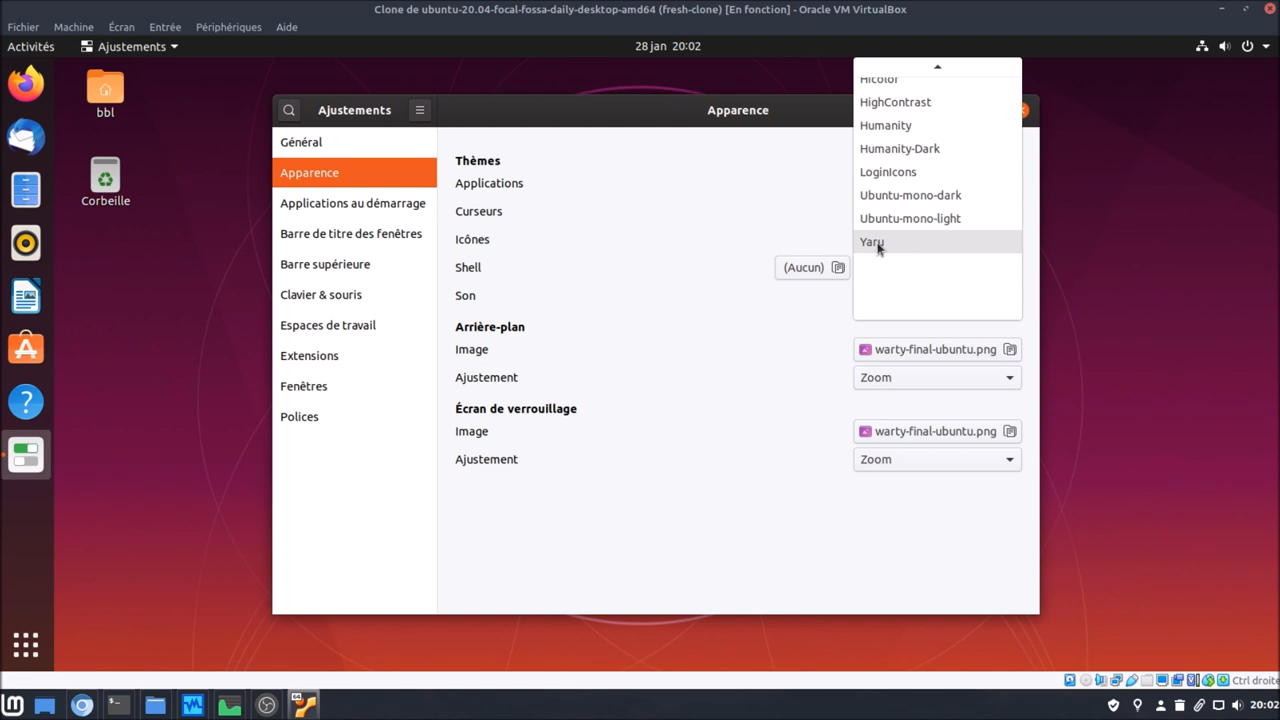 Clone de ubuntu-20.04-focal-fossa-daily-desktop-amd64 (fresh-clone) [En fonction] - Oracle VM VirtualBox
Fichier Machine Écran Entrée Périphériques Aide
Activités Ajustements 28 jan 20:02
bbl
Corbeille
Ajustements Apparence
Général
Apparence
Applications au démarrage
Barre de titre des fenêtres
Barre supérieure
Clavier & souris
Espaces de travail
Extensions
Fenêtres
Polices
Thèmes
Applications
Curseurs
Icônes
Shell (Aucun)
Son
Arrière-plan
Image warty-final-ubuntu.png
Ajustement Zoom
Écran de verrouillage
Image warty-final-ubuntu.png
Ajustement Zoom
Hicolor
HighContrast
Humanity
Humanity-Dark
LoginIcons
Ubuntu-mono-dark
Ubuntu-mono-light
Yaru
Ctrl droite
64
20:02